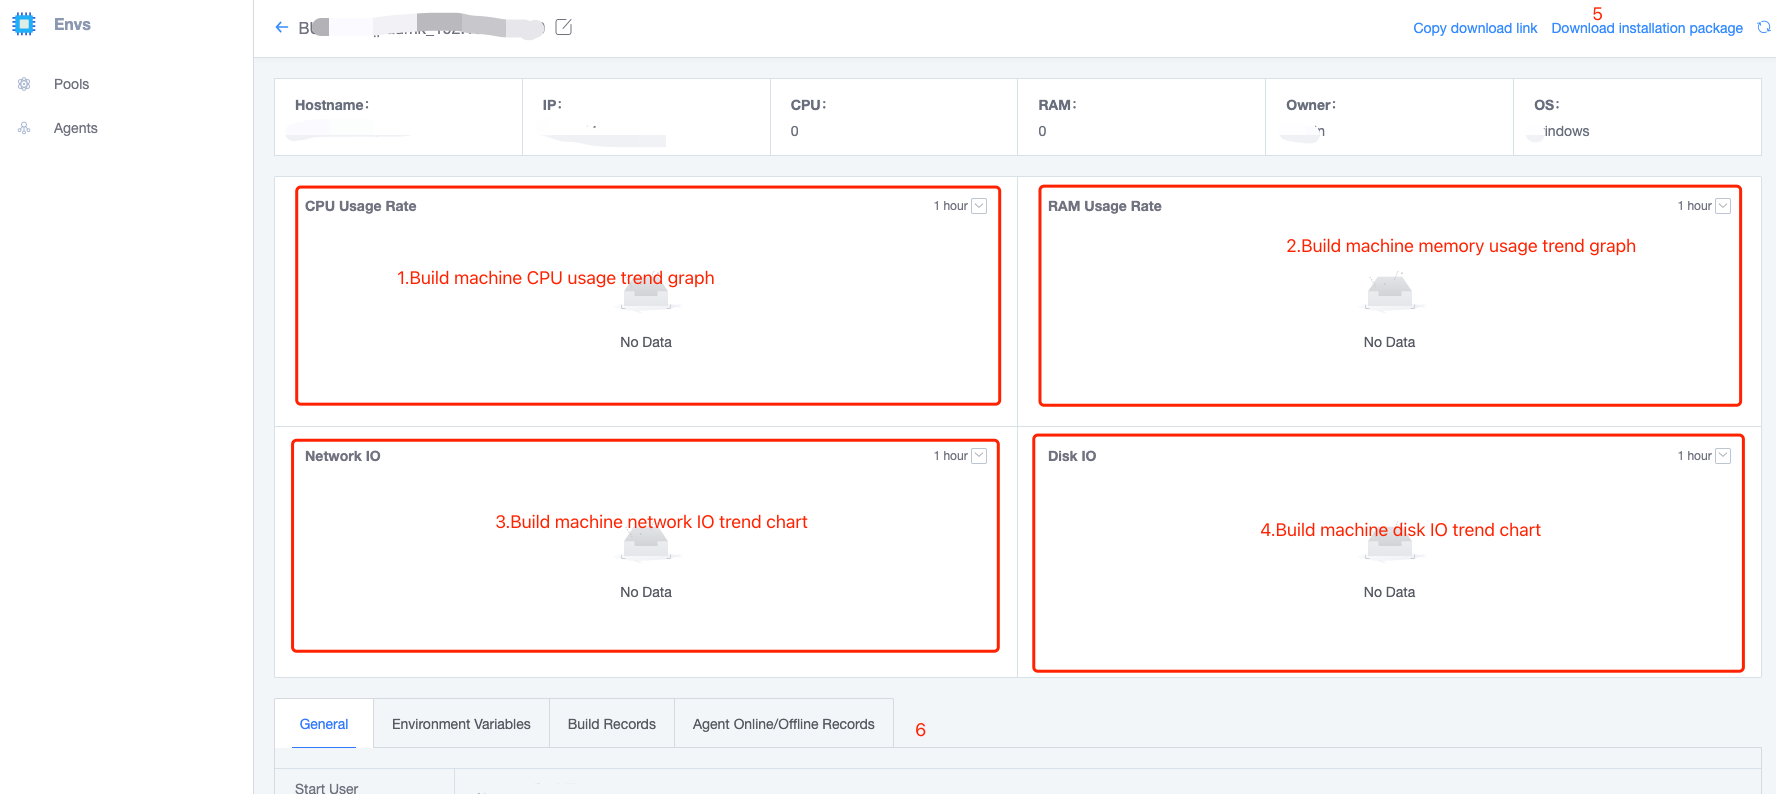 Envs
Pools
Agents
5
Copy download link Download installation package
Hostname: IP: CPU: RAM: Owner: OS:
0 0 indows
CPU Usage Rate 1 hour
1.Build machine CPU usage trend graph
No Data
RAM Usage Rate 1 hour
2.Build machine memory usage trend graph
No Data
Network IO 1 hour
3.Build machine network IO trend chart
No Data
Disk IO 1 hour
4.Build machine disk IO trend chart
No Data
General Environment Variables Build Records Agent Online/Offline Records 6
Start User